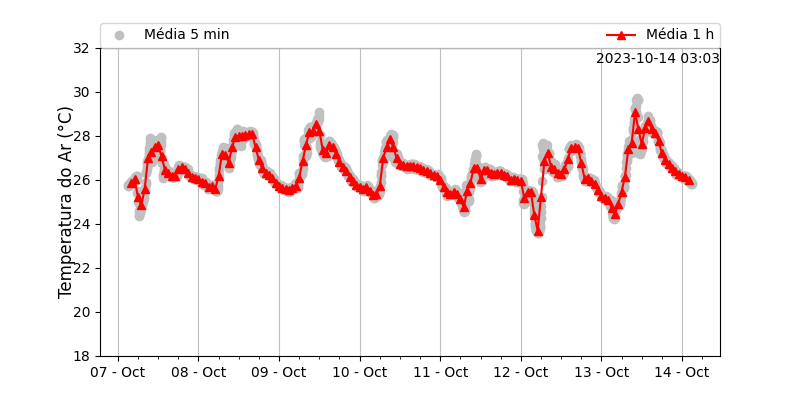 Média 5 min
Média 1 h
2023-10-14 03:03
Temperatura do Ar (°C)
32
30
28
26
24
22
20
18
07 - Oct
08 - Oct
09 - Oct
10 - Oct
11 - Oct
12 - Oct
13 - Oct
14 - Oct